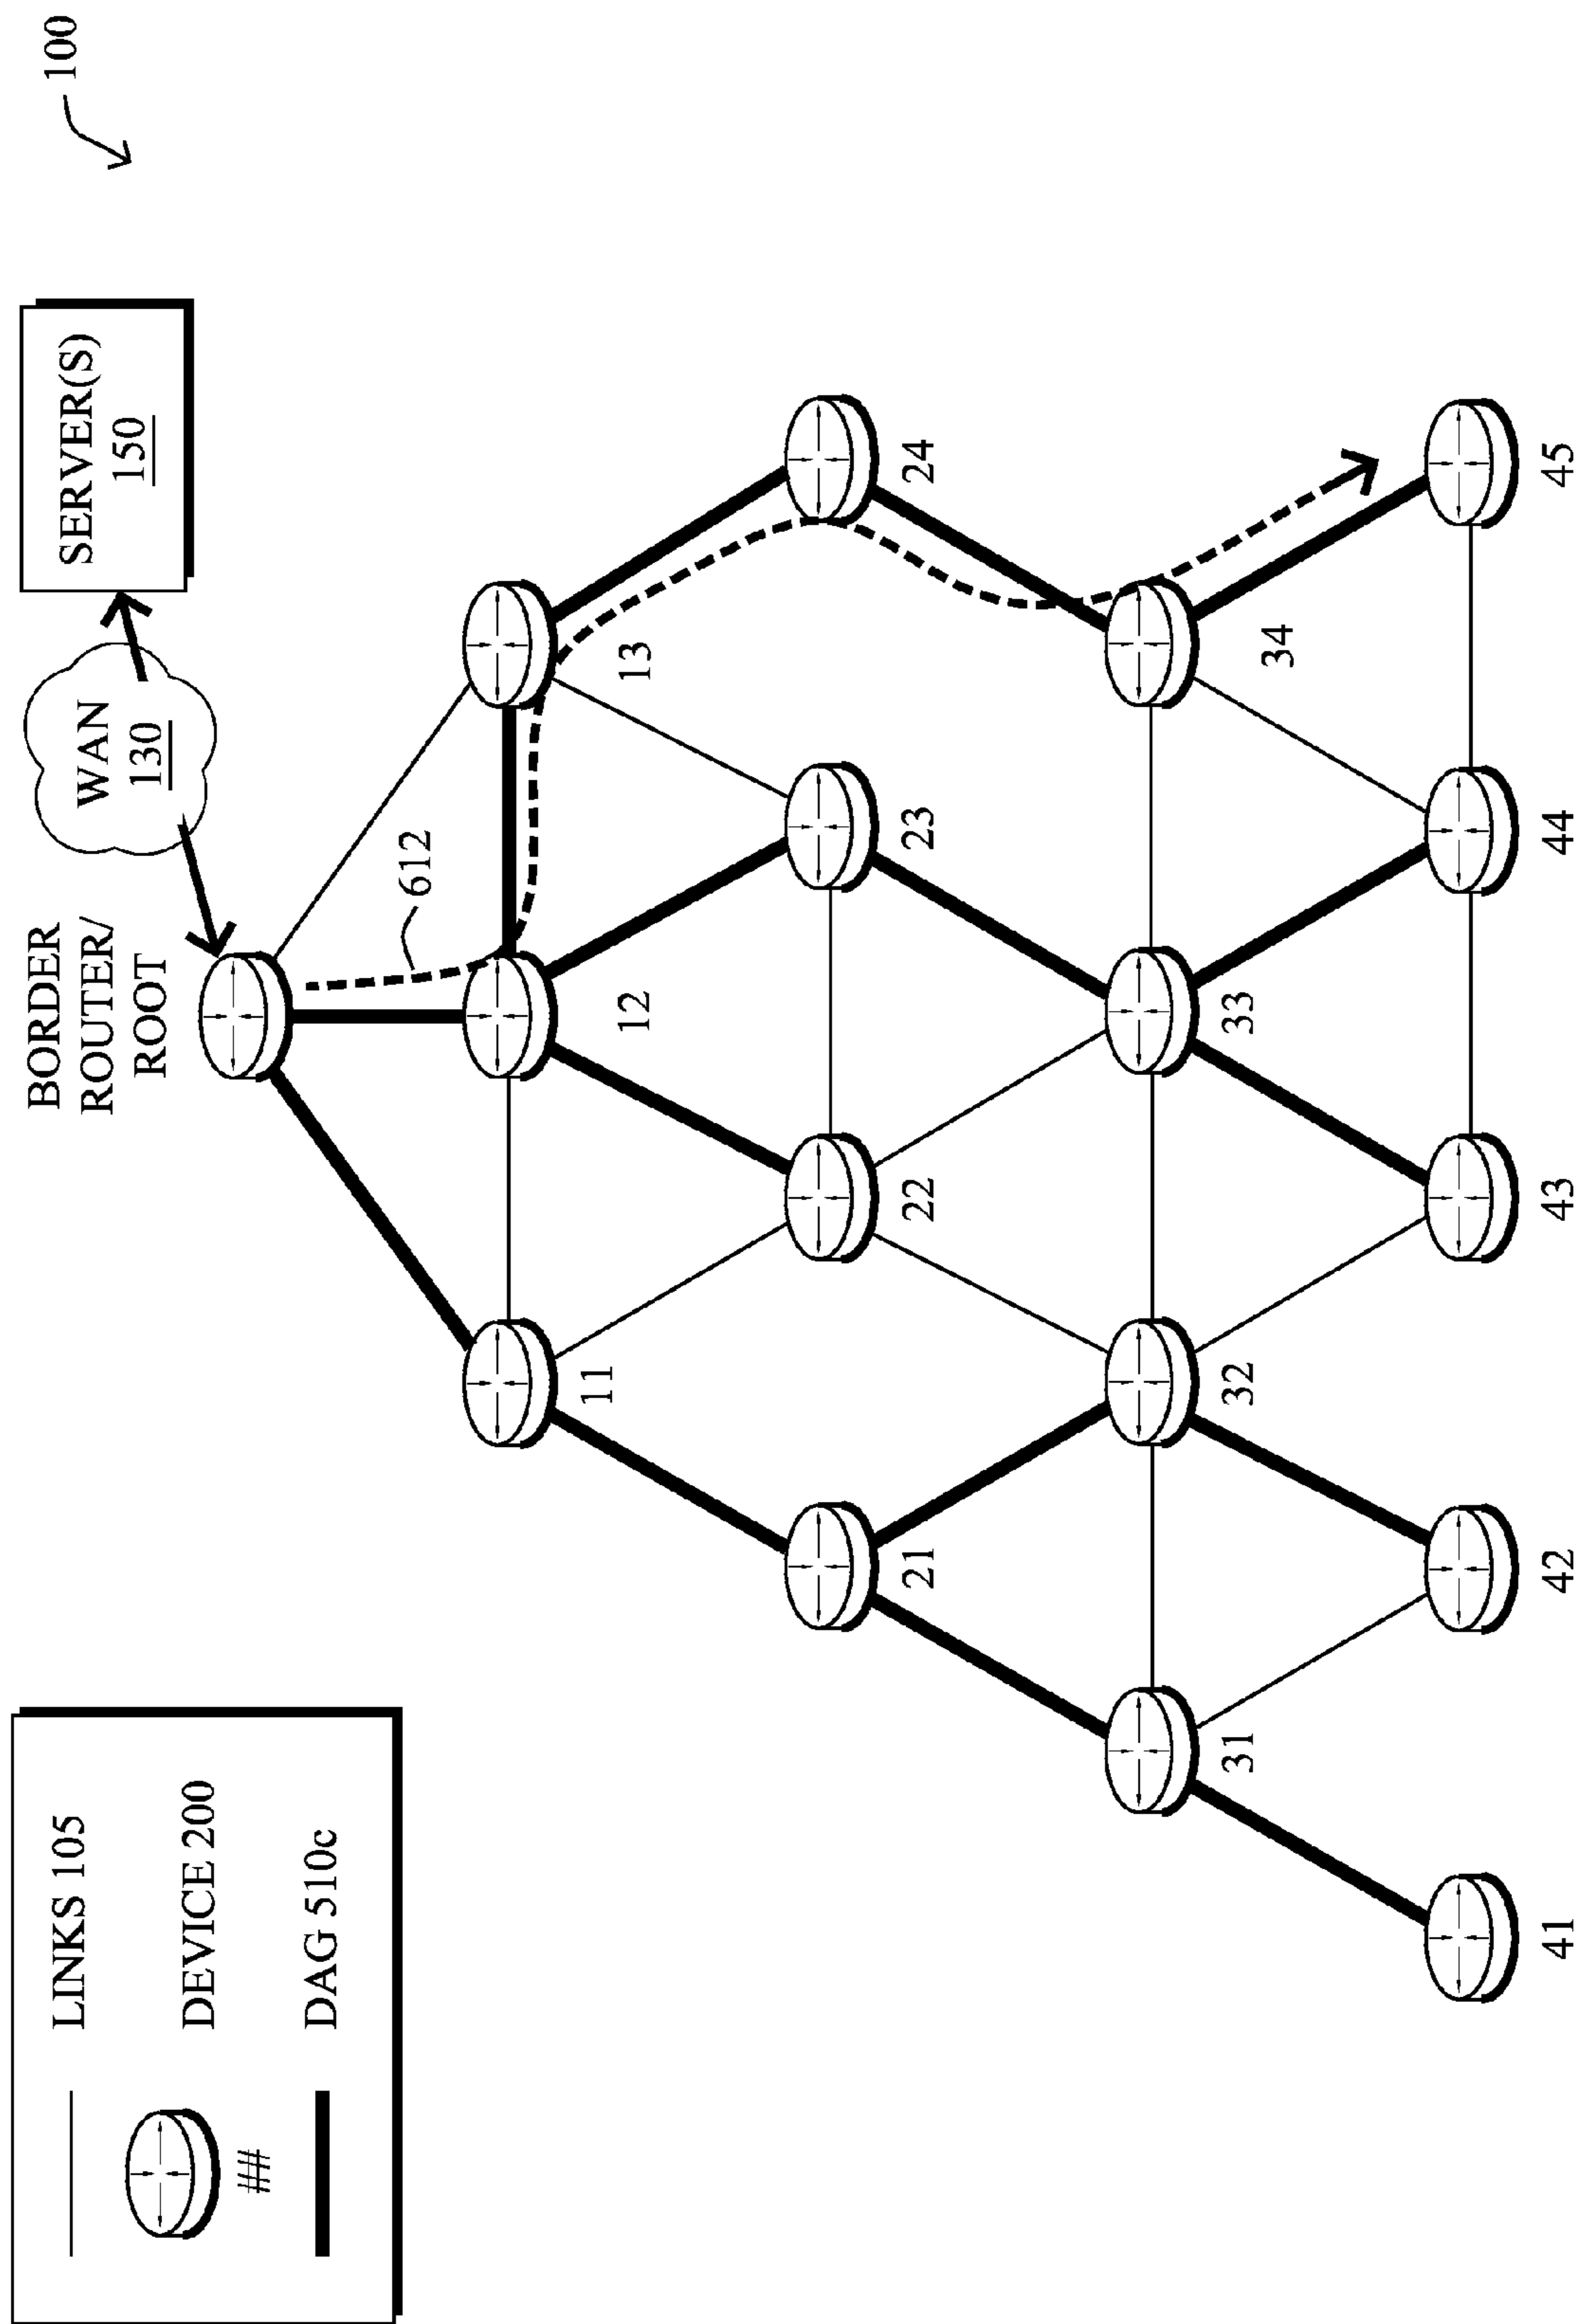 LINKS 105
DEVICE 200
##
DAG 510c
100
SERVER(S)
150
WAN
130
BORDER
ROUTER/
ROOT
612
11
12
13
21
22
23
24
31
32
33
34
41
42
43
44
45